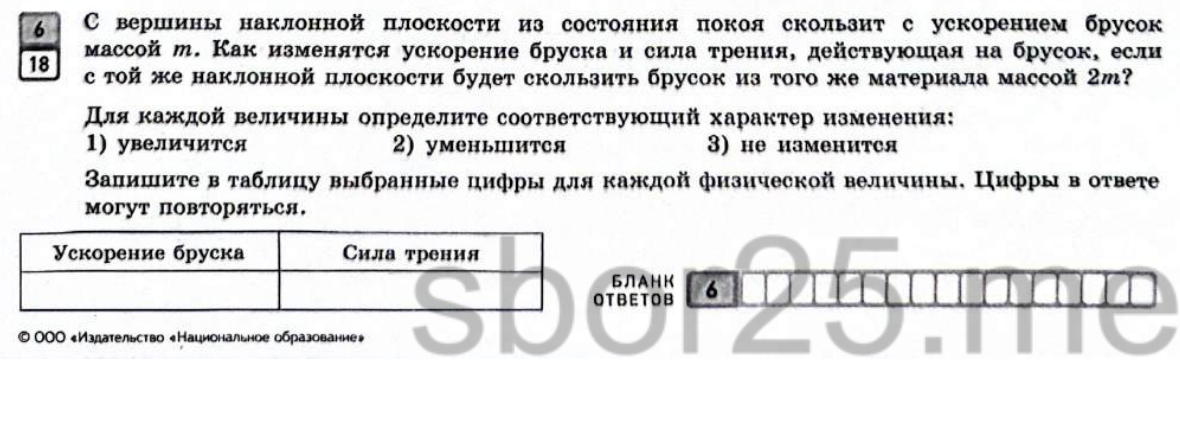 6
18
С вершины наклонной плоскости из состояния покоя скользит с ускорением брусок
массой m. Как изменятся ускорение бруска и сила трения, действующая на брусок, если
с той же наклонной плоскости будет скользить брусок из того же материала массой 2m?
Для каждой величины определите соответствующий характер изменения:
1) увеличится 2) уменьшится 3) не изменится
Запишите в таблицу выбранные цифры для каждой физической величины. Цифры в ответе
могут повторяться.
Ускорение бруска Сила трения
БЛАНК
ОТВЕТОВ 6
© ООО «Издательство «Национальное образование»
sbor25.me